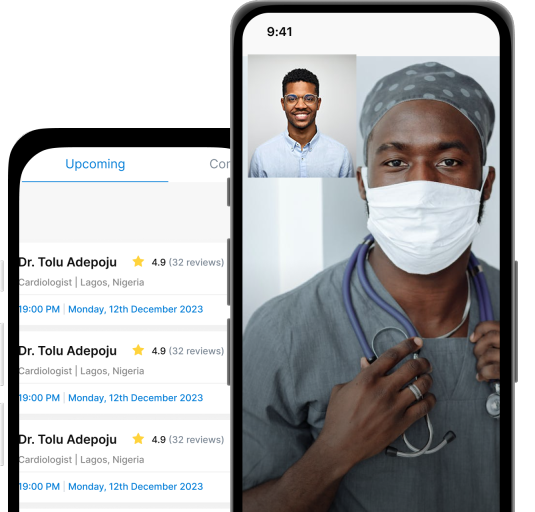 9:41
Upcoming
Dr. Tolu Adepoju 4.9 (32 reviews)
Cardiologist | Lagos, Nigeria
19:00 PM | Monday, 12th December 2023
Dr. Tolu Adepoju 4.9 (32 reviews)
Cardiologist | Lagos, Nigeria
19:00 PM | Monday, 12th December 2023
Dr. Tolu Adepoju 4.9 (32 reviews)
Cardiologist | Lagos, Nigeria
19:00 PM | Monday, 12th December 2023